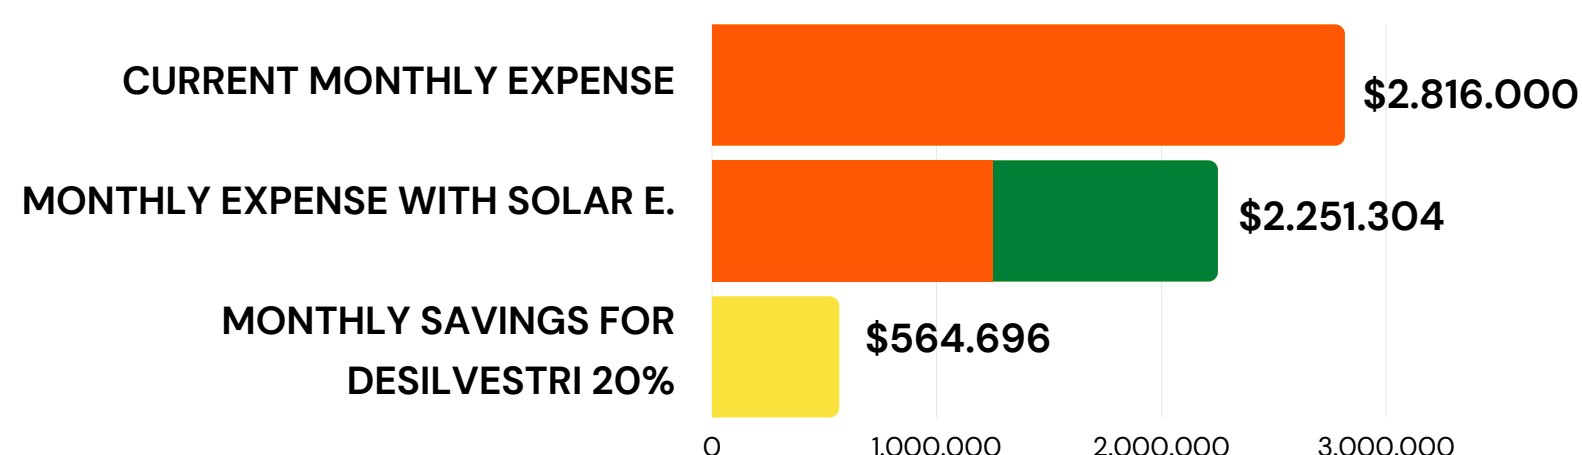 CURRENT MONTHLY EXPENSE
$2.816.000
MONTHLY EXPENSE WITH SOLAR E.
$2.251.304
MONTHLY SAVINGS FOR
DESILVESTRI 20%
$564.696
0 1.000.000 2.000.000 3.000.000